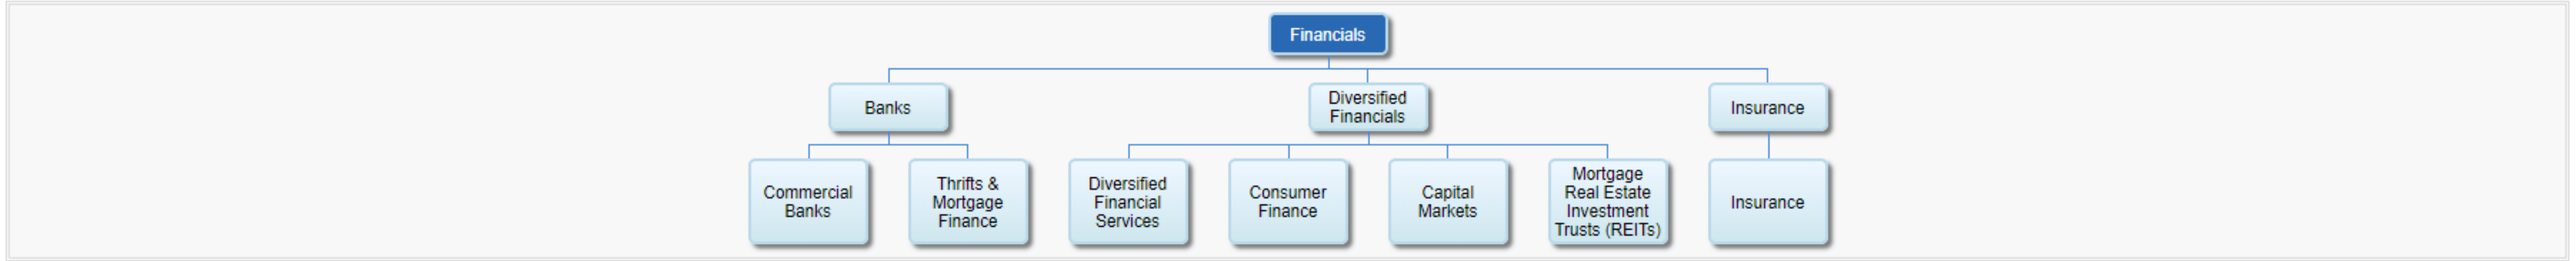 Financials
Banks
Diversified
Financials
Insurance
Commercial
Banks
Thrifts &
Mortgage
Finance
Diversified
Financial
Services
Consumer
Finance
Capital
Markets
Mortgage
Real Estate
Investment
Trusts (REITs)
Insurance